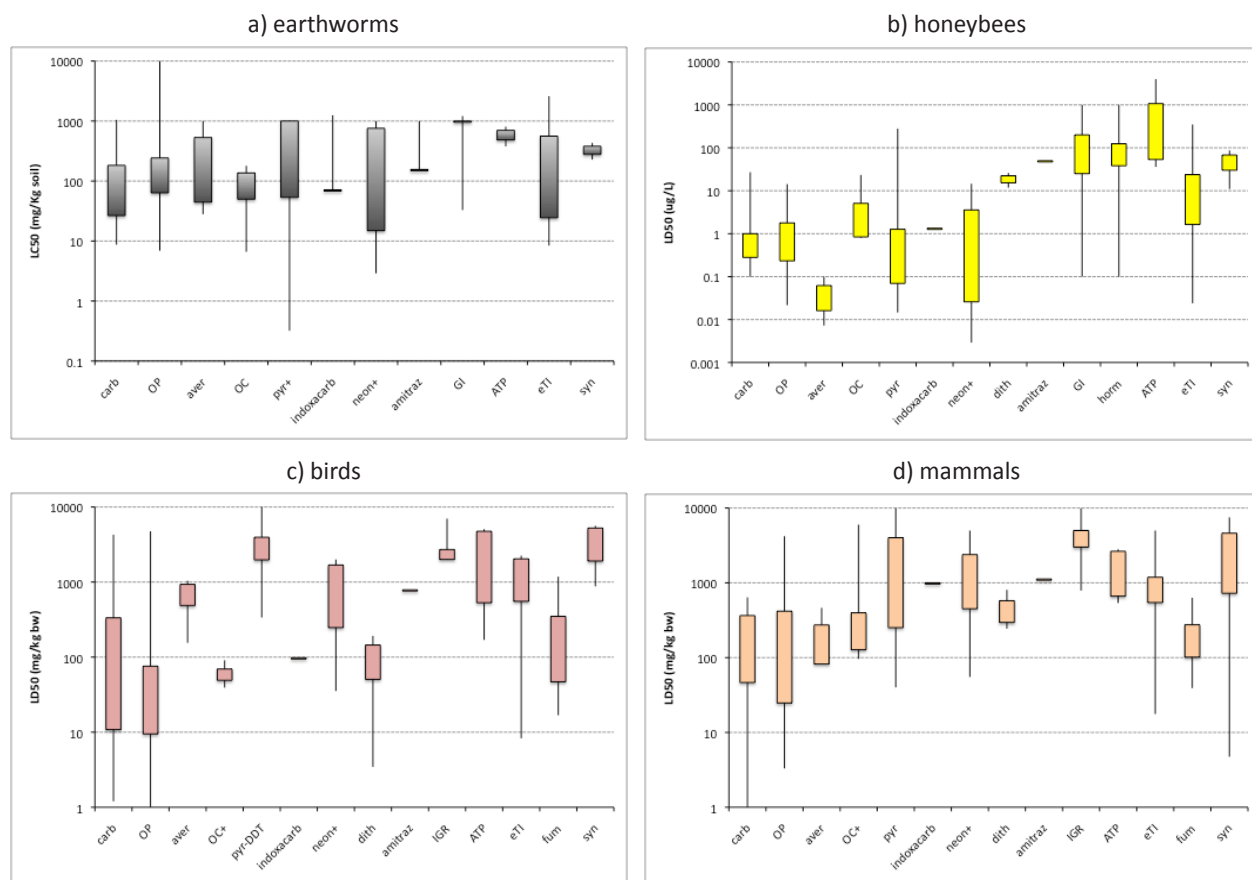 a) earthworms
LC50 (mg/Kg soil)
10000
1000
100
10
1
0.1
carb OP aver OC pyr+ indoxacarb neon+ amitraz GI ATP eTI syn
b) honeybees
LD50 (ug/L)
10000
1000
100
10
1
0.1
0.01
0.001
carb OP aver OC pyr indoxacarb neon+ dith amitraz GI horm ATP eTI syn
c) birds
LD50 (mg/kg bw)
10000
1000
100
10
1
carb OP aver OC+ pyr-DDT indoxacarb neon+ dith amitraz IGR ATP eTI fum syn
d) mammals
LD50 (mg/kg bw)
10000
1000
100
10
1
carb OP aver OC+ pyr indoxacarb neon+ dith amitraz IGR ATP eTI fum syn